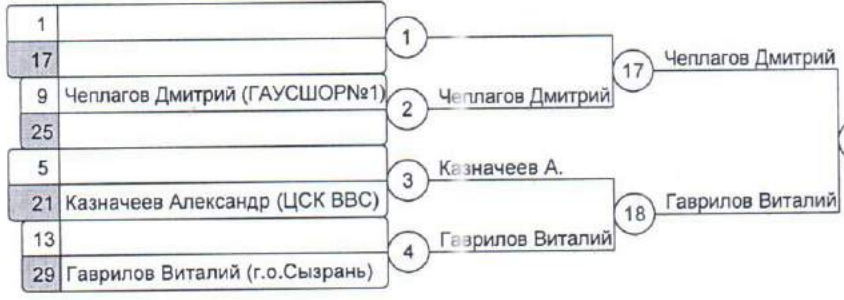 1
17
1
9 Чеплагов Дмитрий (ГАУСШОР№1)
25
2
Чеплагов Дмитрий
17
Чеплагов Дмитрий
5
21 Казначеев Александр (ЦСК ВВС)
3
Казначеев А.
13
29 Гаврилов Виталий (г.о.Сызрань)
4
Гаврилов Виталий
18
Гаврилов Виталий